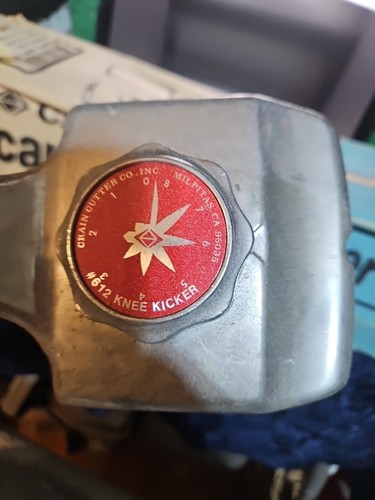 CRAIN CUTTER CO., INC. MILPITAS, CA 95035
0 1 2 3 4 5 6 7 8
#612 KNEE KICKER